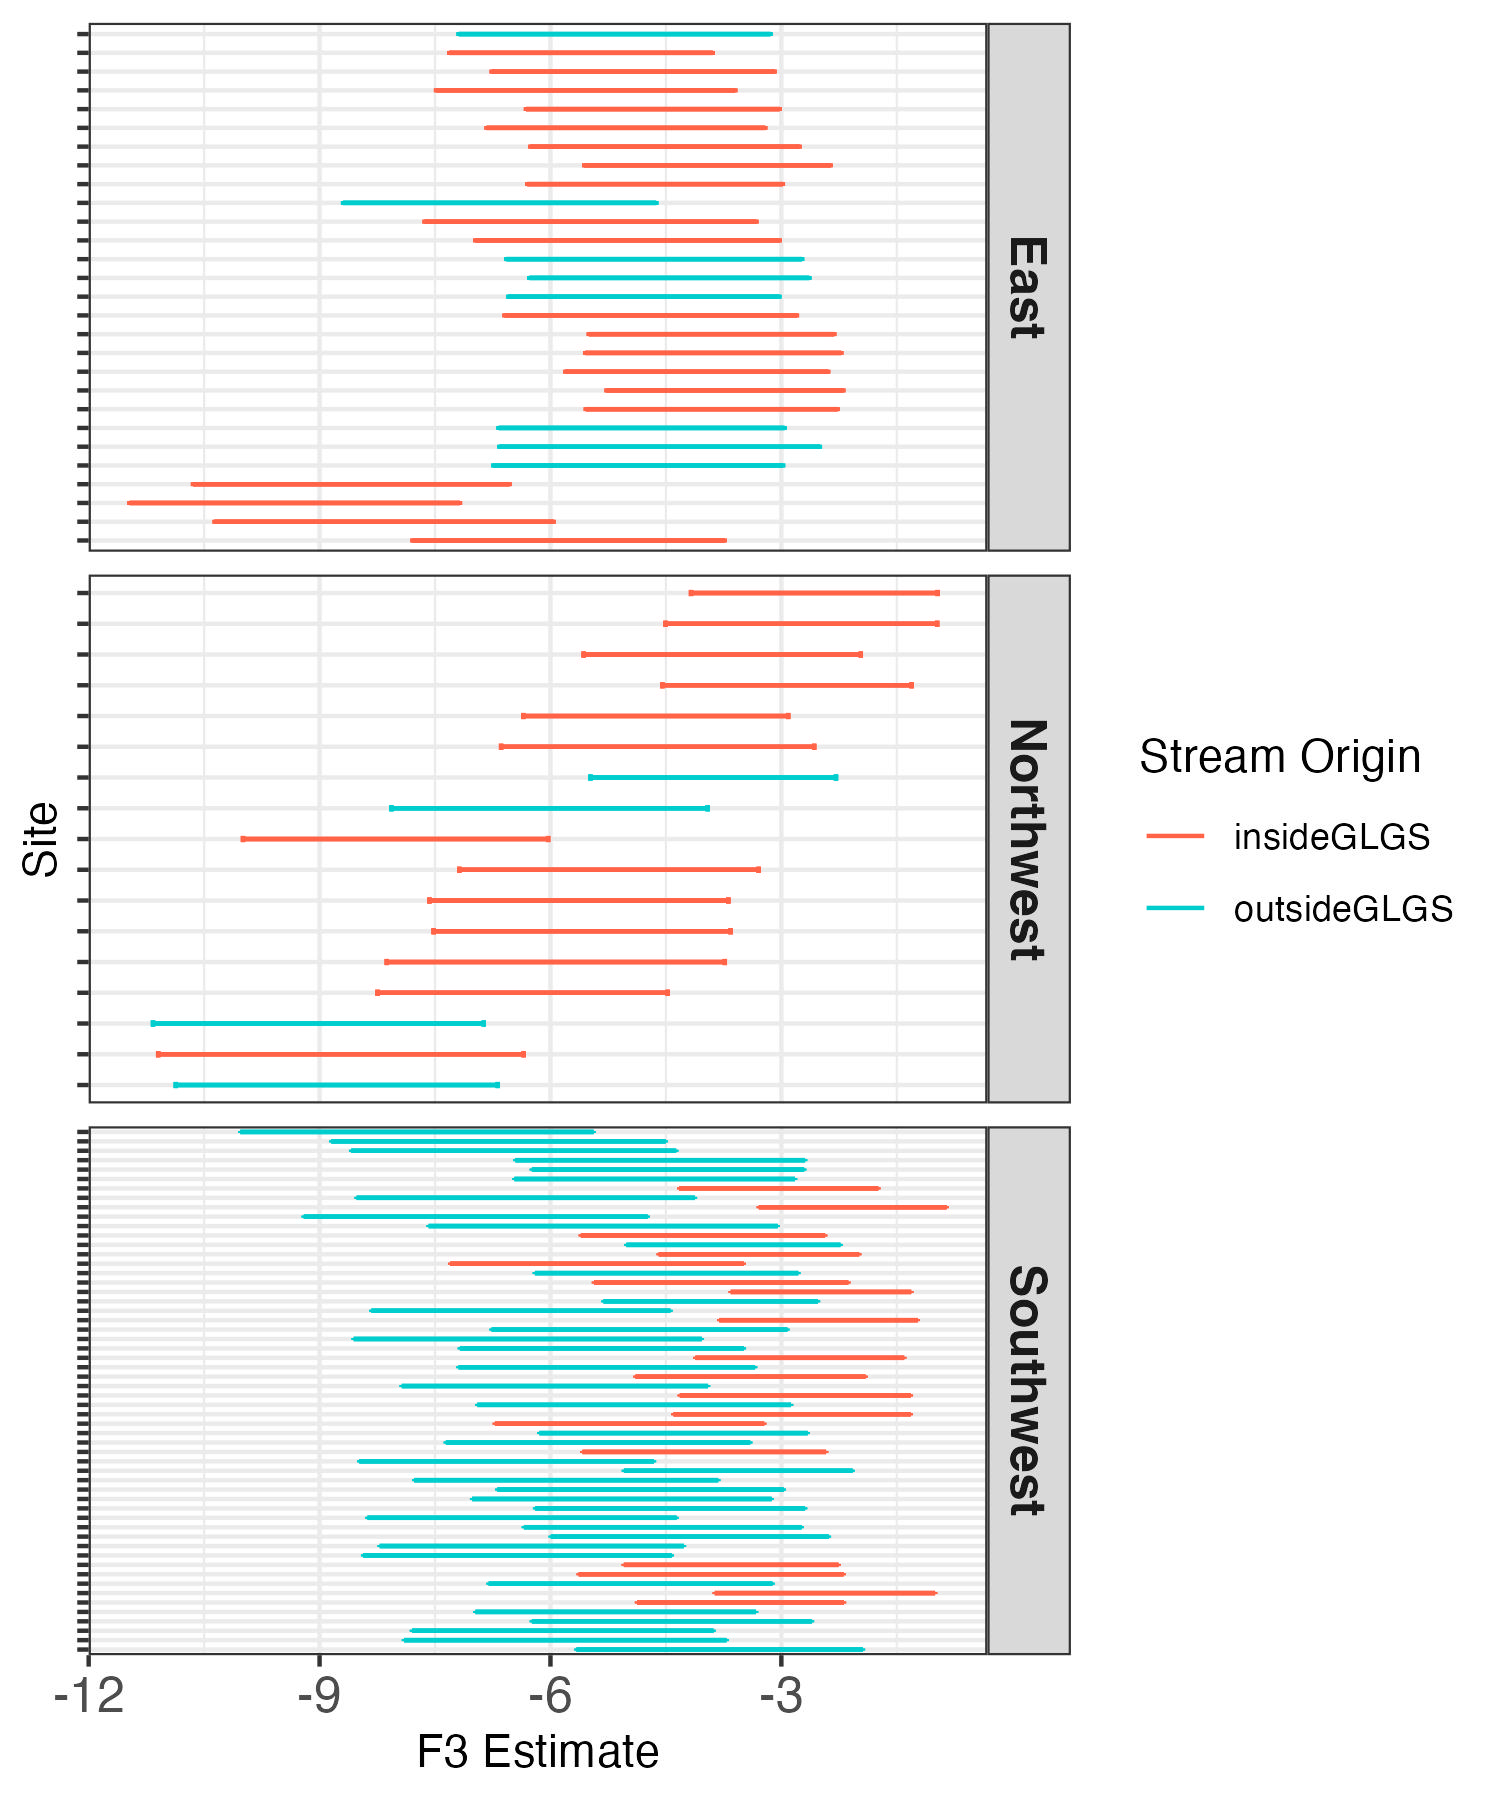 East
Northwest
Southwest
Site
-12 -9 -6 -3
F3 Estimate
Stream Origin
insideGLGS
outsideGLGS